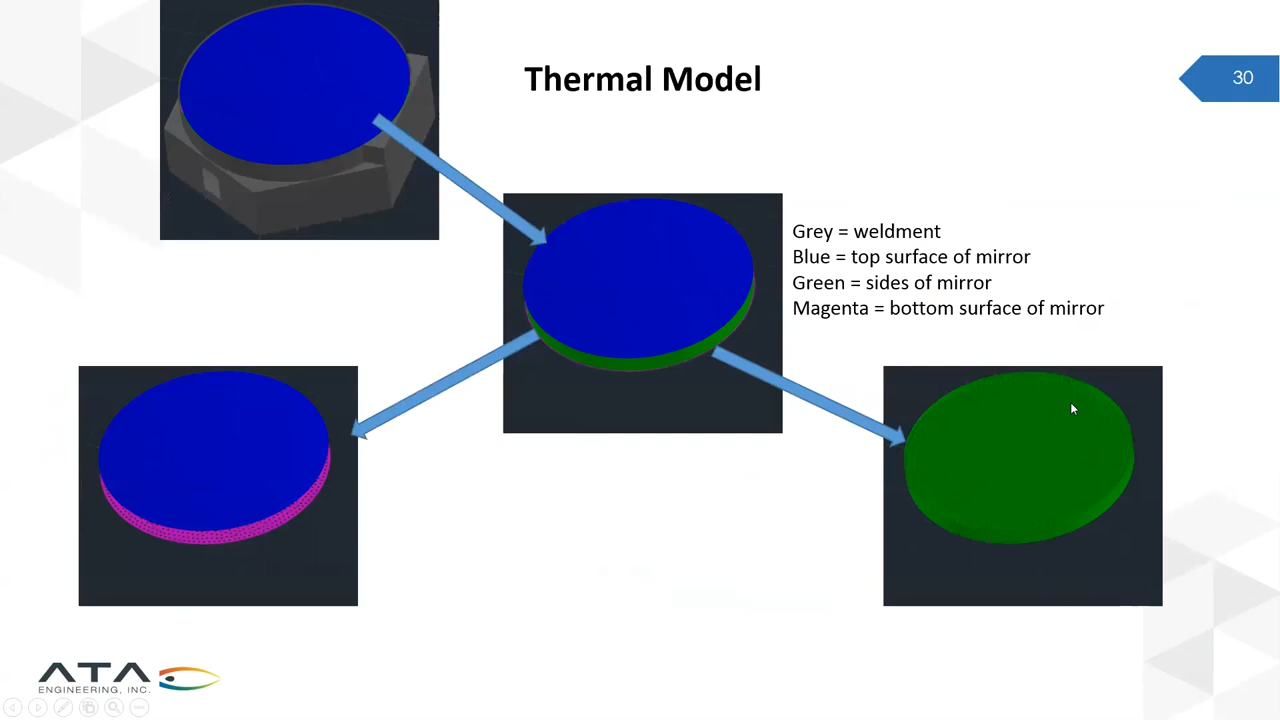 Thermal Model
30
Grey = weldment
Blue = top surface of mirror
Green = sides of mirror
Magenta = bottom surface of mirror
ATA
ENGINEERING, INC.